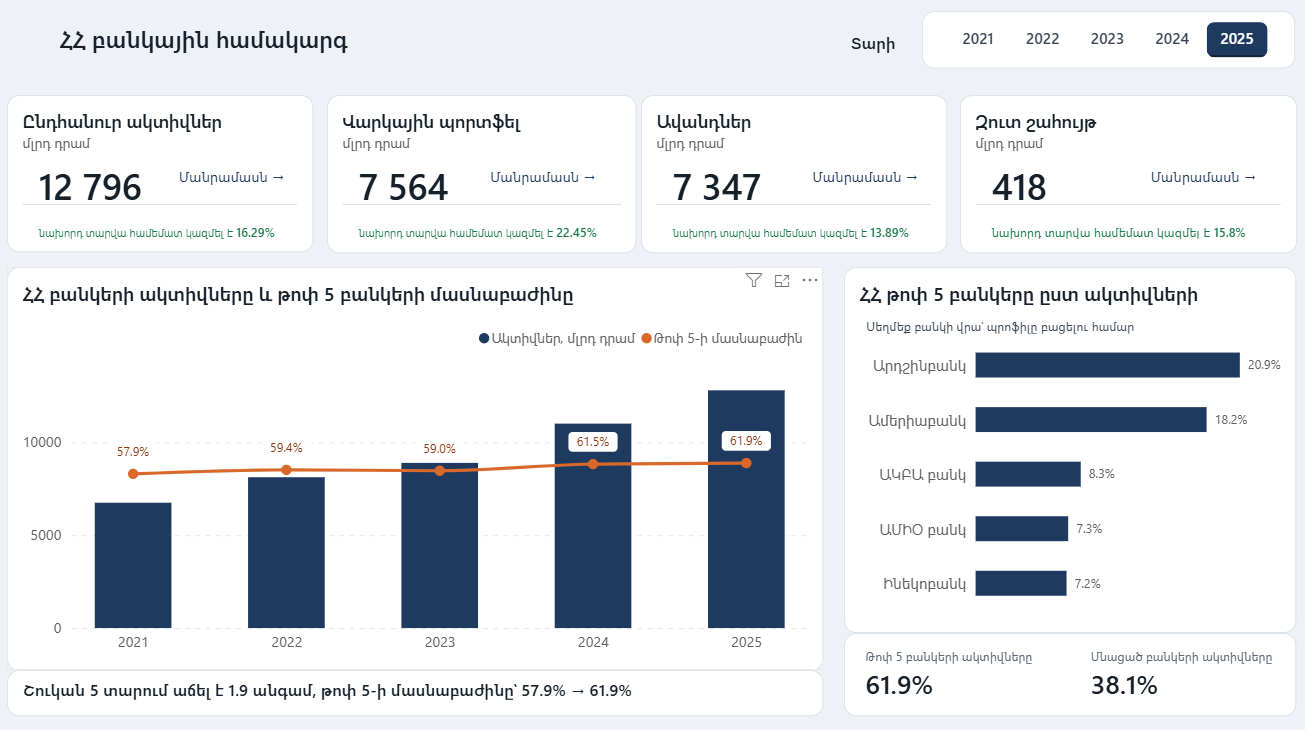 ՀՀ բանկային համակարգ
Տարի
2021 2022 2023 2024 2025
Ընդհանուր ակտիվներ
մլրդ դրամ
12 796
Մանրամասն →
նախորդ տարվա համեմատ կազմել է 16.29%
Վարկային պորտֆել
մլրդ դրամ
7 564
Մանրամասն →
նախորդ տարվա համեմատ կազմել է 22.45%
Ավանդներ
մլրդ դրամ
7 347
Մանրամասն →
նախորդ տարվա համեմատ կազմել է 13.89%
Զուտ շահույթ
մլրդ դրամ
418
Մանրամասն →
նախորդ տարվա համեմատ կազմել է 15.8%
ՀՀ բանկերի ակտիվները և թոփ 5 բանկերի մասնաբաժինը
Ակտիվներ, մլրդ դրամ Թոփ 5-ի մասնաբաժին
10000
5000
0
57.9% 59.4% 59.0% 61.5% 61.9%
2021 2022 2023 2024 2025
Շուկան 5 տարում աճել է 1.9 անգամ, թոփ 5-ի մասնաբաժինը՝ 57.9% → 61.9%
ՀՀ թոփ 5 բանկերը ըստ ակտիվների
Սեղմեք բանկի վրա՝ պրոֆիլը բացելու համար
Արդշինբանկ 20.9%
Ամերիաբանկ 18.2%
ԱԿԲԱ բանկ 8.3%
ԱՄԻՕ բանկ 7.3%
Ինեկոբանկ 7.2%
Թոփ 5 բանկերի ակտիվները
61.9%
Մնացած բանկերի ակտիվները
38.1%